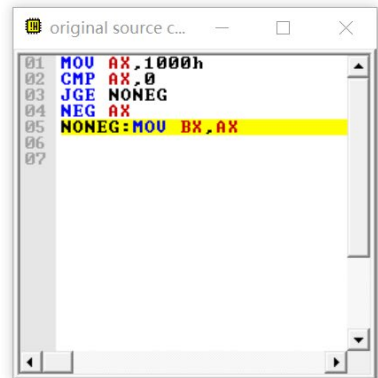 original source c...
01 MOV AX,1000h
02 CMP AX,0
03 JGE NONEG
04 NEG AX
05 NONEG:MOV BX,AX
06
07